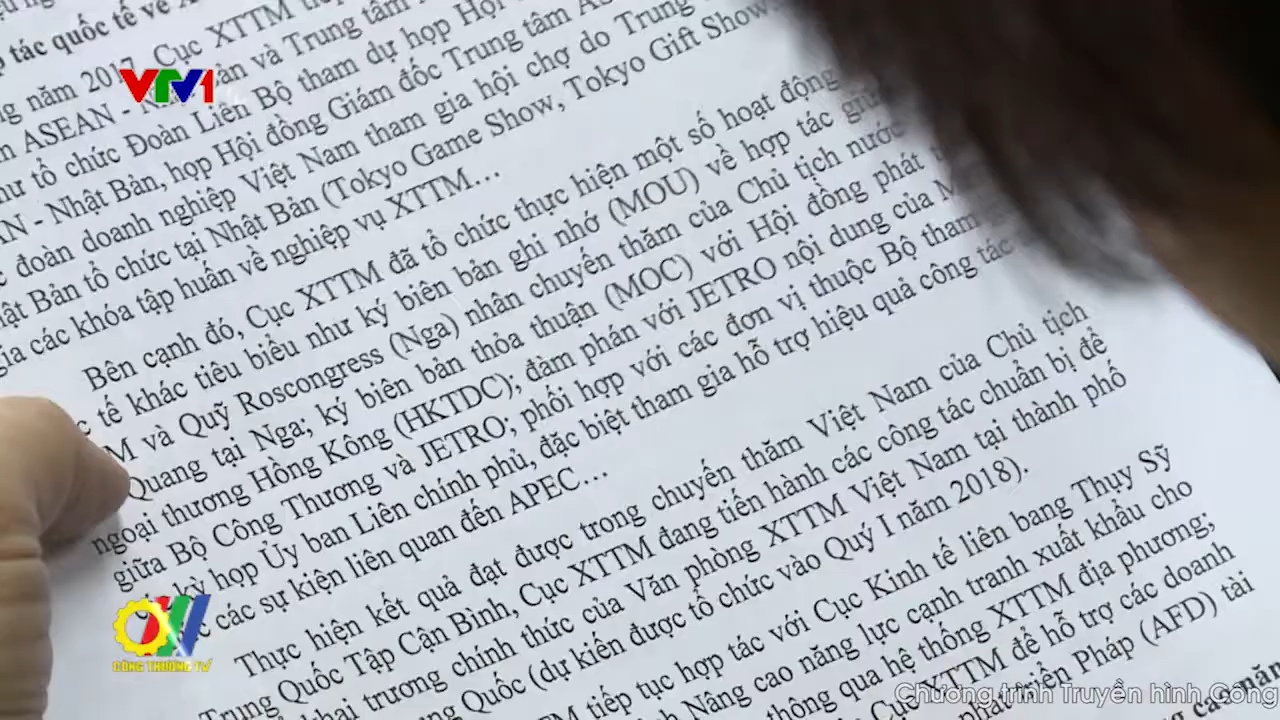 tác quốc tế về
năm 2017, Cục XTTM
ASEAN - và Trung tâm
tổ chức Đoàn Liên Bộ tham dự họp Hội
- Nhật Bản, họp Hội đồng Giám đốc Trung tâm
đoàn doanh nghiệp Việt Nam tham gia hội chợ do Trung
Bản tổ chức tại Nhật Bản (Tokyo Game Show, Tokyo Gift Show
gia các khóa tập huấn về nghiệp vụ XTTM...
Bên cạnh đó, Cục XTTM đã tổ chức thực hiện một số hoạt động
tế khác tiêu biểu như ký biên bản ghi nhớ (MOU) về hợp tác
và Quỹ Roscongress (Nga) nhân chuyến thăm của Chủ tịch nước
Quang tại Nga; ký biên bản thỏa thuận (MOC) với Hội đồng phát
ngoại thương Hồng Kông (HKTDC); đàm phán với JETRO nội dung của
giữa Bộ Công Thương và JETRO; phối hợp với các đơn vị thuộc Bộ tham
họp Ủy ban Liên chính phủ, đặc biệt tham gia hỗ trợ hiệu quả công tác
các sự kiện liên quan đến APEC...
Thực hiện kết quả đạt được trong chuyến thăm Việt Nam của Chủ tịch
Trung Quốc Tập Cận Bình, Cục XTTM đang tiến hành các công tác chuẩn bị để
khai trương chính thức của Văn phòng XTTM Việt Nam tại thành phố
Quốc (dự kiến được tổ chức vào Quý I năm 2018).
tiếp tục hợp tác với Cục Kinh tế liên bang Thụy Sỹ
Nâng cao năng lực cạnh tranh xuất khẩu cho
thông qua hệ thống XTTM địa phương;
Cục XTTM để hỗ trợ các doanh
phát triển Pháp (AFD) tài
VTV1
CÔNG THƯƠNG TV
Chương trình Truyền hình Công